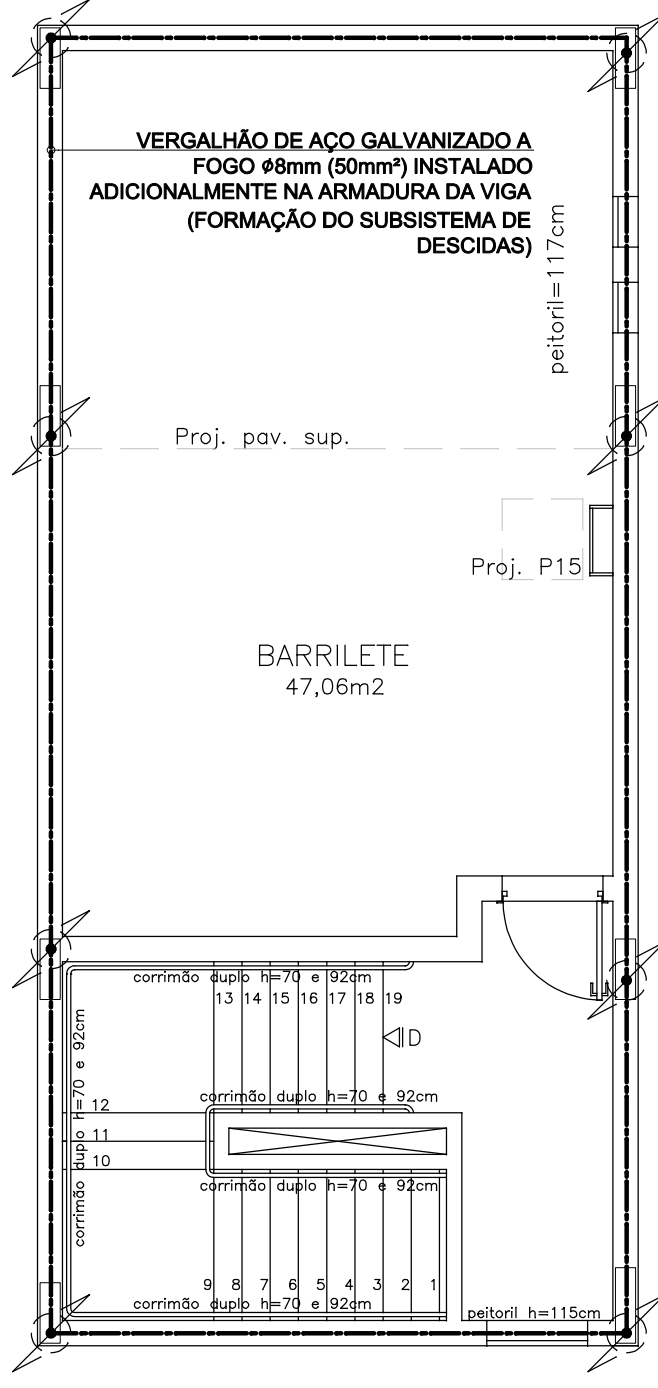 VERGALHÃO DE AÇO GALVANIZADO A
FOGO Ø8mm (50mm²) INSTALADO
ADICIONALMENTE NA ARMADURA DA VIGA
(FORMAÇÃO DO SUBSISTEMA DE
DESCIDAS)
peitoril=117cm
Proj. pav. sup.
Proj. P15
BARRILETE
47,06m2
corrimão duplo h=70 e 92cm
13 14 15 16 17 18 19
D
corrimão duplo h=70 e 92cm
corrimão duplo h=70 e 92cm
12
11
10
corrimão duplo h=70 e 92cm
9 8 7 6 5 4 3 2 1
corrimão duplo h=70 e 92cm
peitoril h=115cm